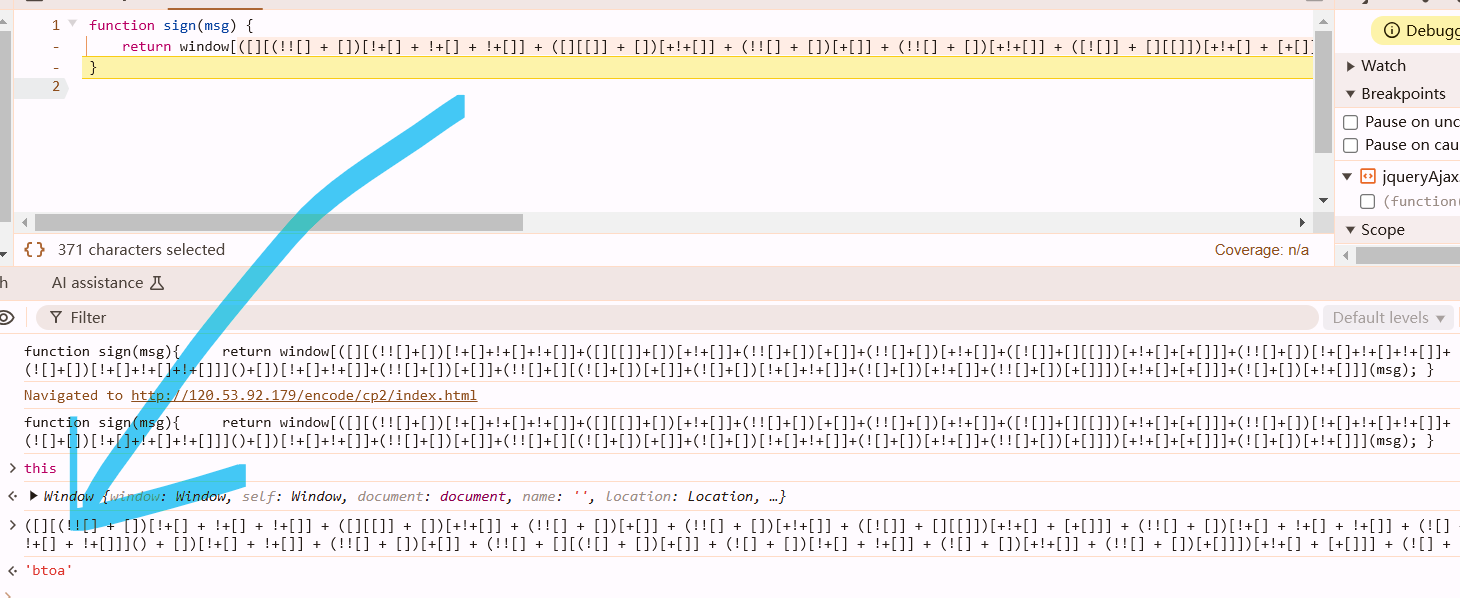 1 function sign(msg) {
- return window[([][(!![] + [])[!+[] + !+[] + !+[]] + ([][[]] + [])[+!+[]] + (!![] + [])[+[]] + (!![] + [])[+!+[]] + ([![]] + [][[]])[+!+[] + [+[]]
- }
2
Debugg
Watch
Breakpoints
Pause on unc
Pause on cau
jqueryAjax.
(function(
Scope
{} 371 characters selected
Coverage: n/a
h AI assistance
Filter
Default levels ▼
function sign(msg){     return window[([][(!![]+[])[!+[]+!+[]+!+[]]+([][[]]+[])[+!+[]]+(!![]+[])[+[]]+(!![]+[])[+!+[]]+([![]]+[][[]])[+!+[]+[+[]]]+(!![]+[])[!+[]+!+[]+!+[]]+
(![]+[])[!+[]+!+[]+!+[]]]()+[])[!+[]+!+[]]+(!![]+[])[+[]]+(!![]+[][(![]+[])[+[]]+(![]+[])[!+[]+!+[]]+(![]+[])[+!+[]]+(!![]+[])[+[]]])[+!+[]+[+[]]]+(![]+[])[+!+[]]](msg); }
Navigated to http://120.53.92.179/encode/cp2/index.html
function sign(msg){     return window[([][(!![]+[])[!+[]+!+[]+!+[]]+([][[]]+[])[+!+[]]+(!![]+[])[+[]]+(!![]+[])[+!+[]]+([![]]+[][[]])[+!+[]+[+[]]]+(!![]+[])[!+[]+!+[]+!+[]]+
(![]+[])[!+[]+!+[]+!+[]]]()+[])[!+[]+!+[]]+(!![]+[])[+[]]+(!![]+[][(![]+[])[+[]]+(![]+[])[!+[]+!+[]]+(![]+[])[+!+[]]+(!![]+[])[+[]]])[+!+[]+[+[]]]+(![]+[])[+!+[]]](msg); }
> this
Window {window: Window, self: Window, document: document, name: '', location: Location, …}
> ([][(!![] + [])[!+[] + !+[] + !+[]] + ([][[]] + [])[+!+[]] + (!![] + [])[+[]] + (!![] + [])[+!+[]] + ([![]] + [][[]])[+!+[] + [+[]]] + (!![] + [])[!+[] + !+[] + !+[]] + (![] +
!+[] + !+[]]]() + [])[!+[] + !+[]] + (!![] + [])[+[]] + (!![] + [][(![] + [])[+[]] + (![] + [])[!+[] + !+[]] + (![] + [])[+!+[]] + (!![] + [])[+[]]])[+!+[] + [+[]]] + (![] +
'btoa'